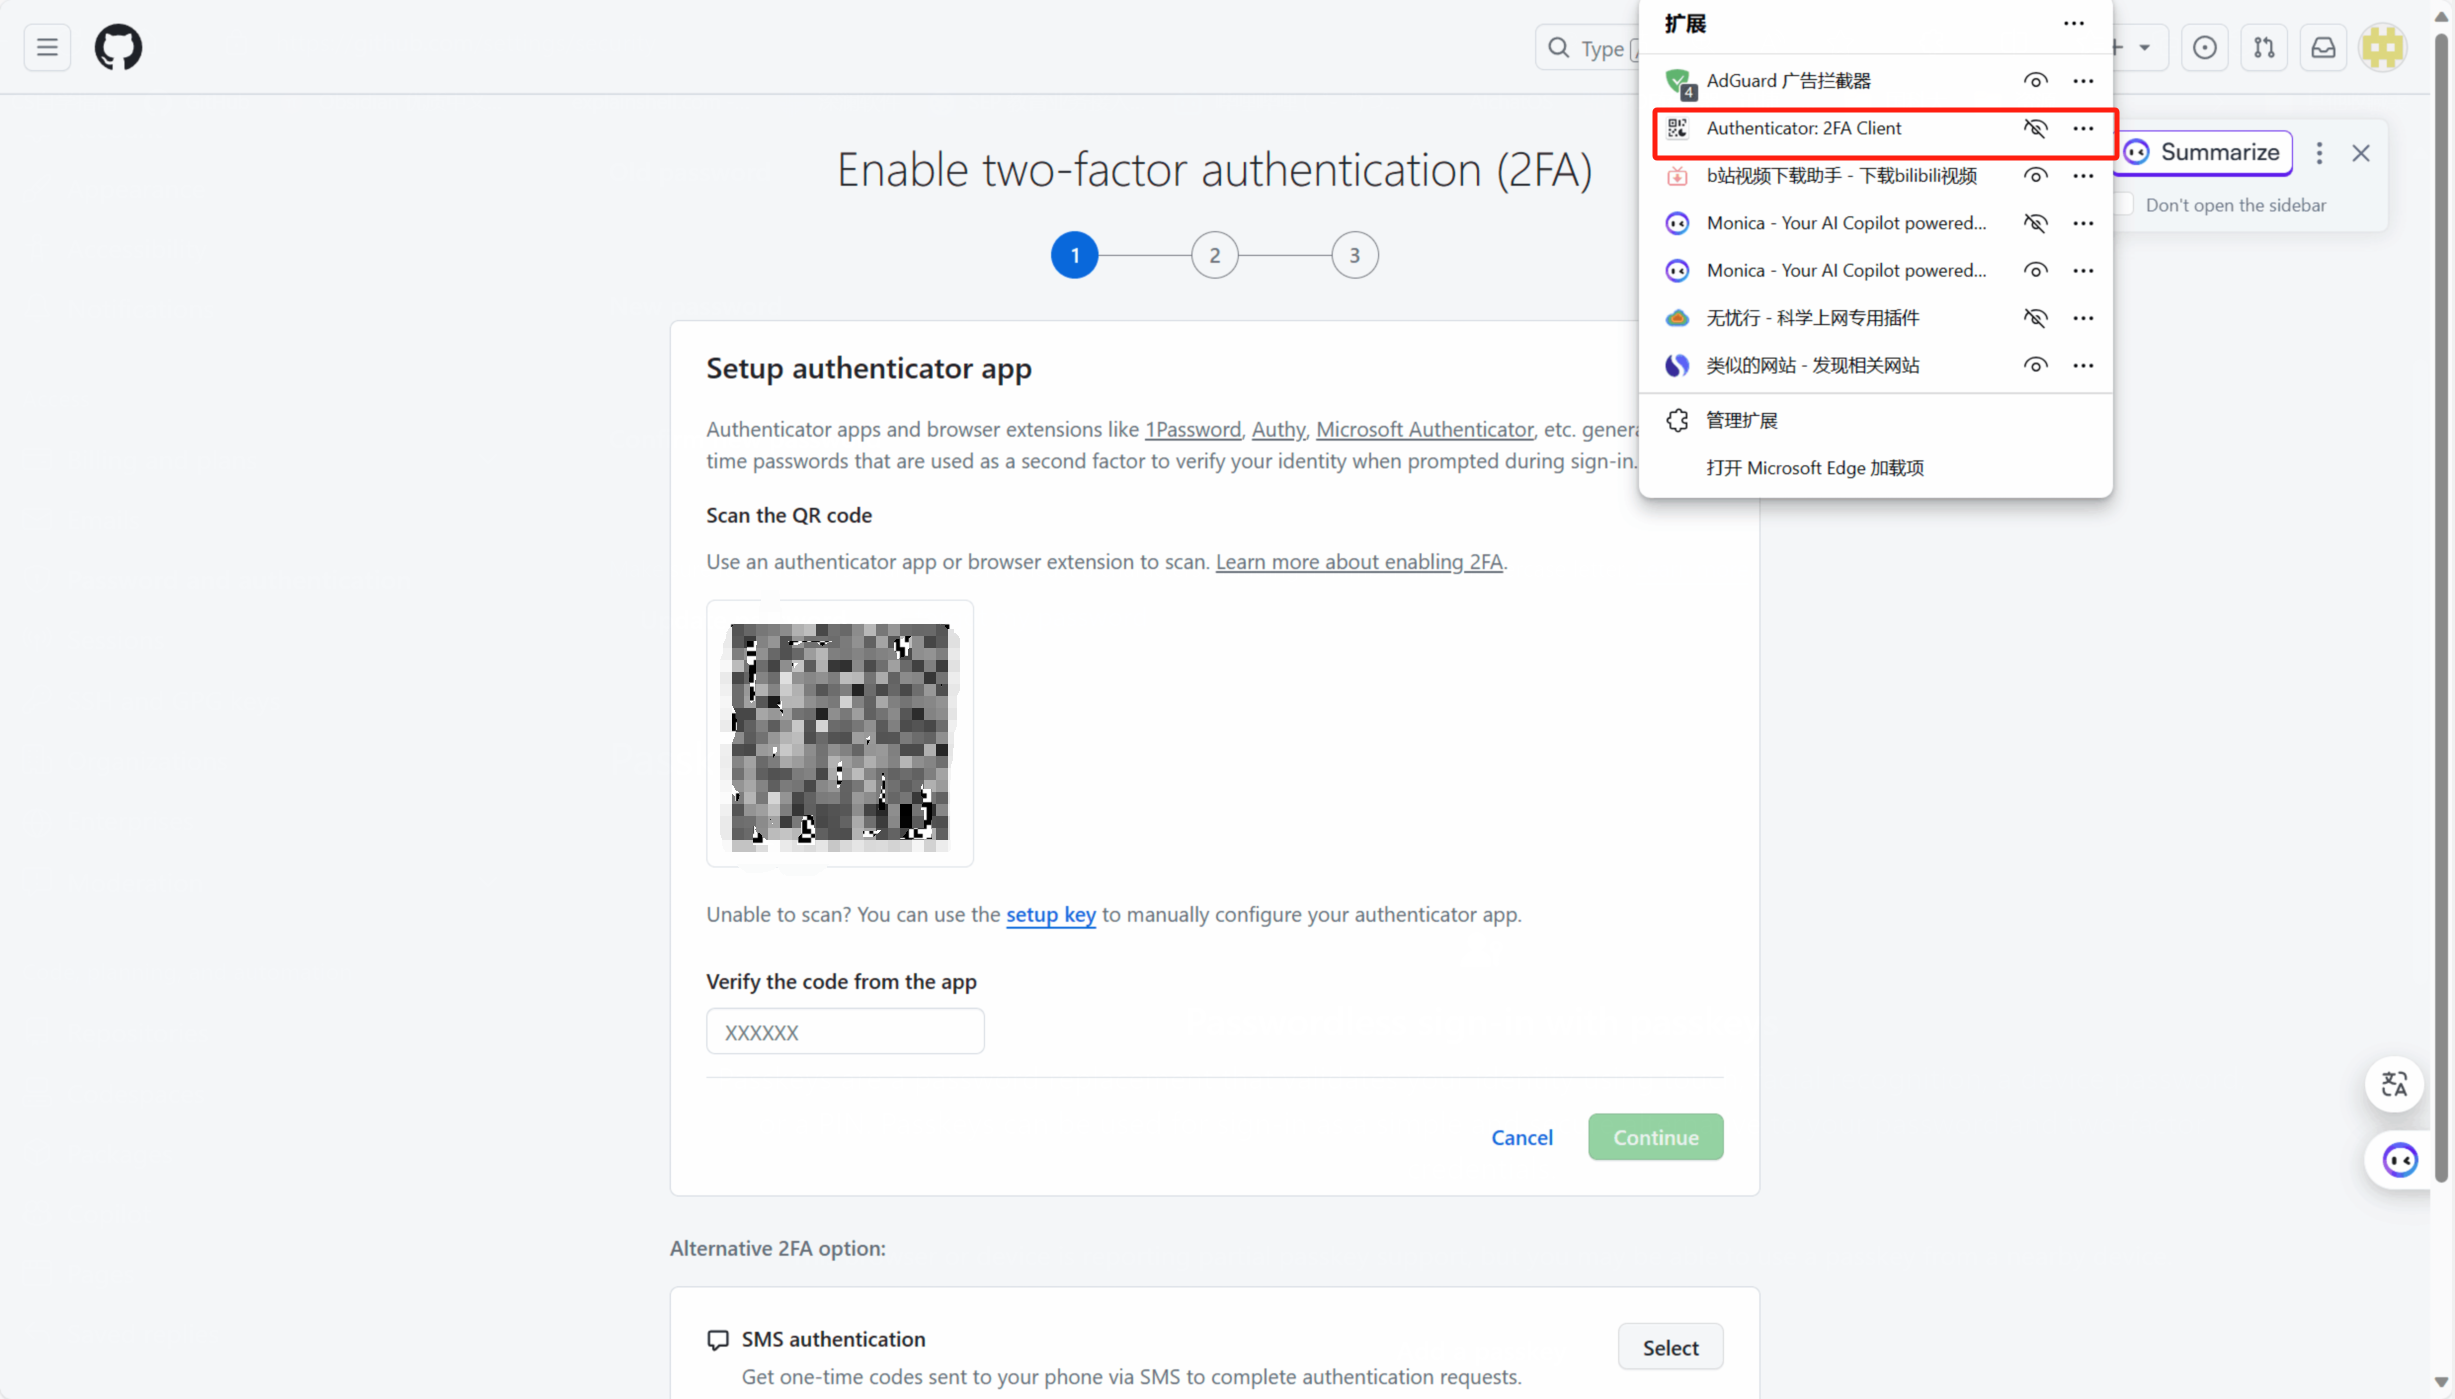 Type
扩展
AdGuard 广告拦截器
4
Authenticator: 2FA Client
b站视频下载助手 - 下载bilibili视频
Monica - Your AI Copilot powered...
Monica - Your AI Copilot powered...
无忧行 - 科学上网专用插件
类似的网站 - 发现相关网站
管理扩展
打开 Microsoft Edge 加载项
Summarize
Don't open the sidebar
Enable two-factor authentication (2FA)
1 2 3
Setup authenticator app
Authenticator apps and browser extensions like 1Password, Authy, Microsoft Authenticator, etc. genera
time passwords that are used as a second factor to verify your identity when prompted during sign-in.
Scan the QR code
Use an authenticator app or browser extension to scan. Learn more about enabling 2FA.
Unable to scan? You can use the setup key to manually configure your authenticator app.
Verify the code from the app
XXXXXX
Cancel Continue
Alternative 2FA option:
SMS authentication
Select
Get one-time codes sent to your phone via SMS to complete authentication requests.